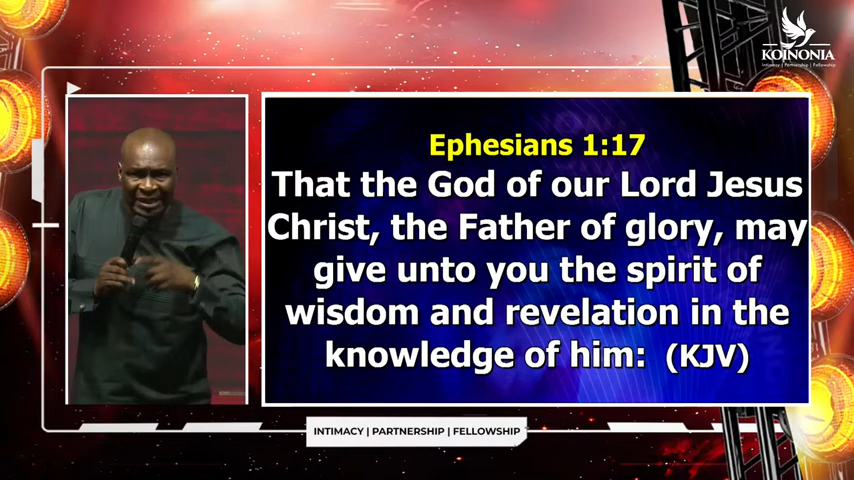 KOINONIA
Intimacy | Partnership | Fellowship
Ephesians 1:17
That the God of our Lord Jesus
Christ, the Father of glory, may
give unto you the spirit of
wisdom and revelation in the
knowledge of him: (KJV)
INTIMACY | PARTNERSHIP | FELLOWSHIP